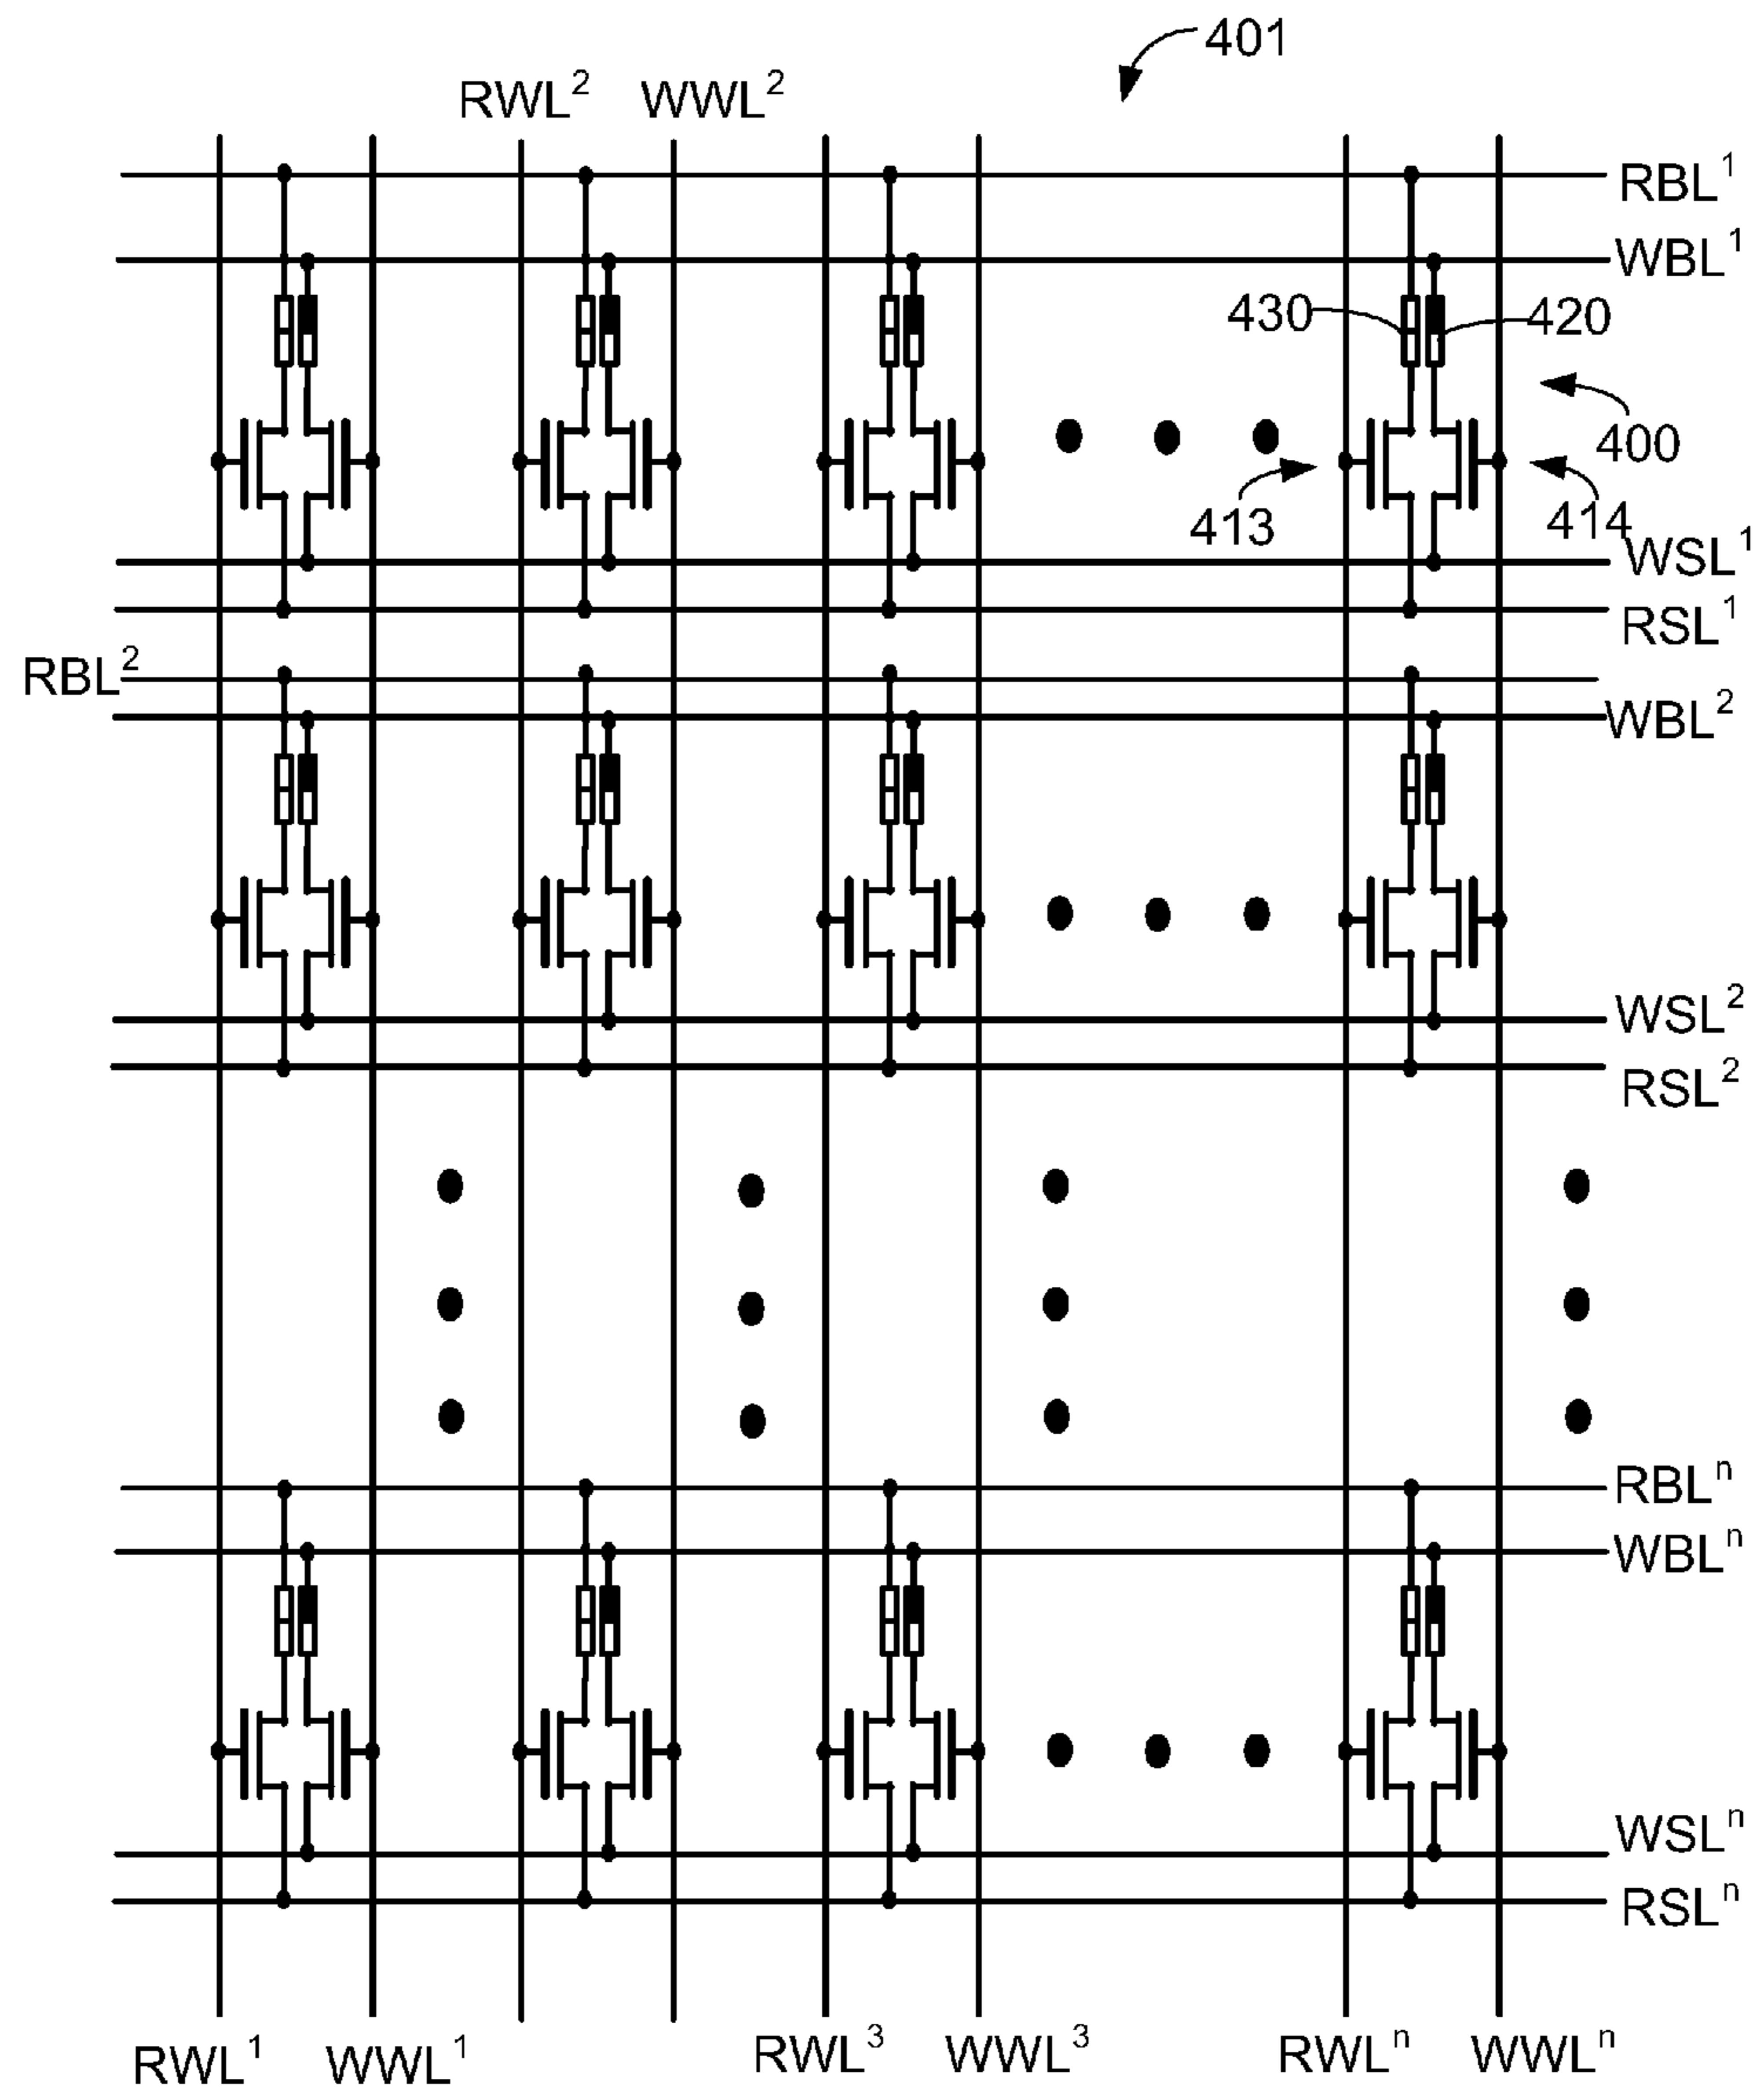 401
RWL² WWL²
RBL¹
WBL¹
430 420
400
413 414
WSL¹
RSL¹
RBL²
WBL²
WSL²
RSL²
RBLⁿ
WBLⁿ
WSLⁿ
RSLⁿ
RWL¹ WWL¹ RWL³ WWL³ RWLⁿ WWLⁿ